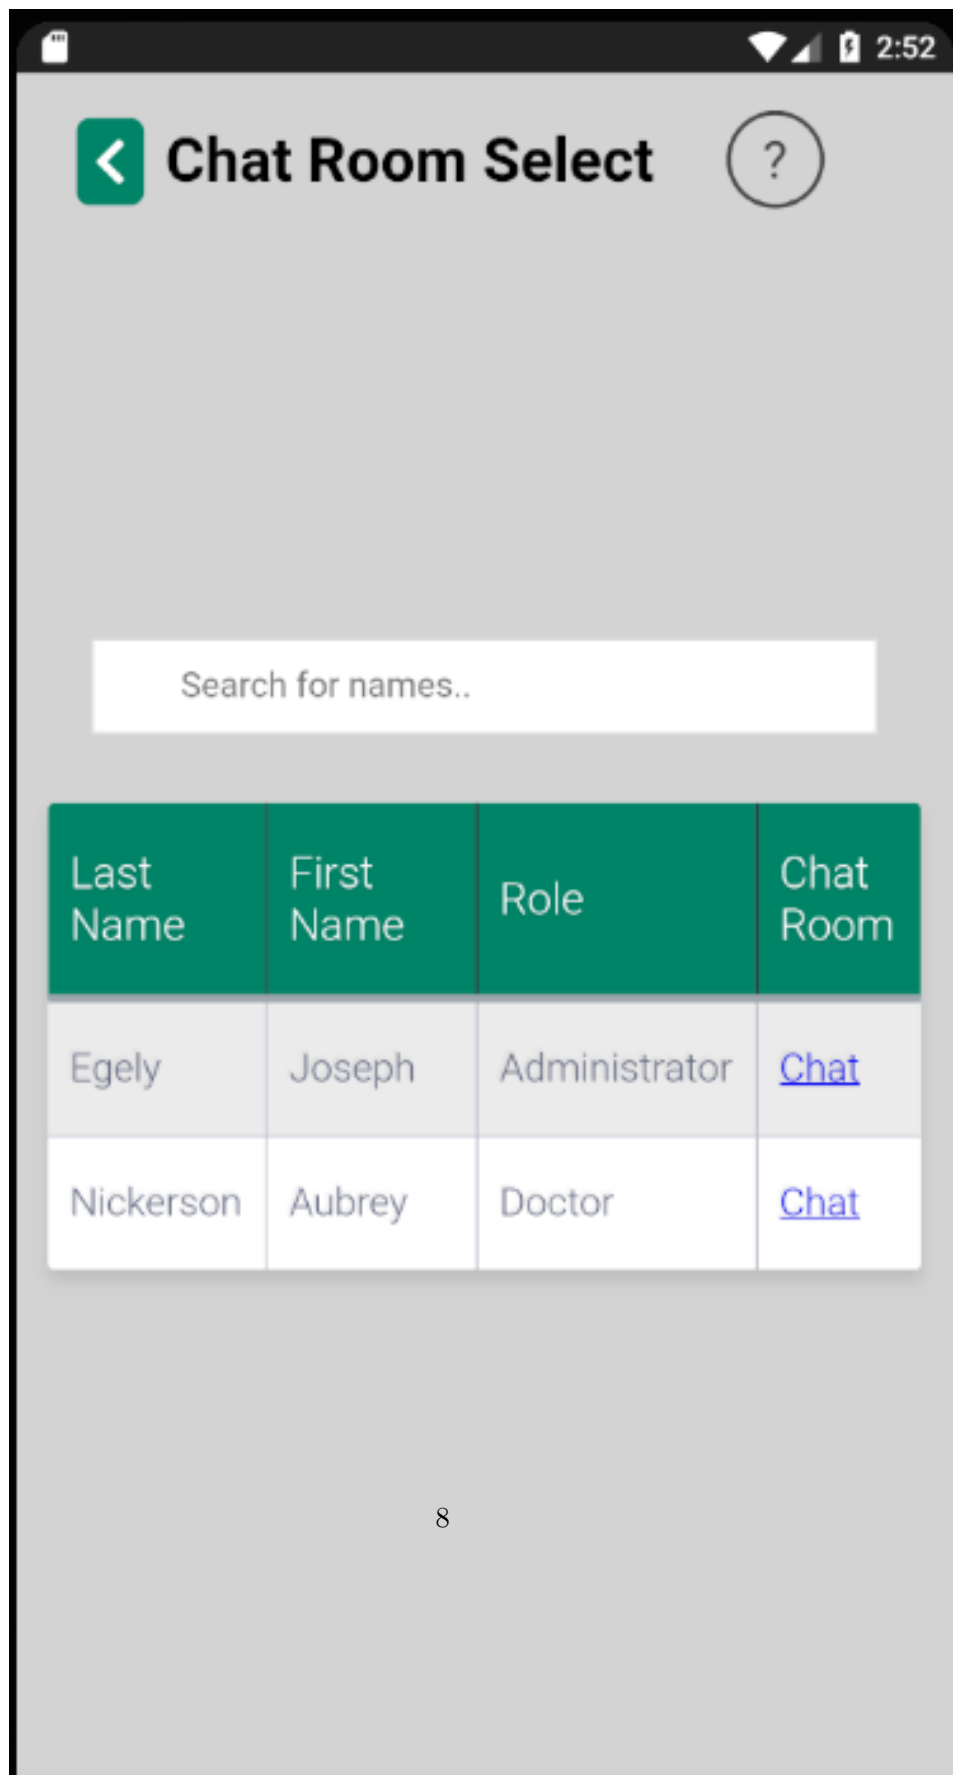 2:52
Chat Room Select
?
Search for names..
Last Name First Name Role Chat Room
Egely Joseph Administrator Chat
Nickerson Aubrey Doctor Chat
8